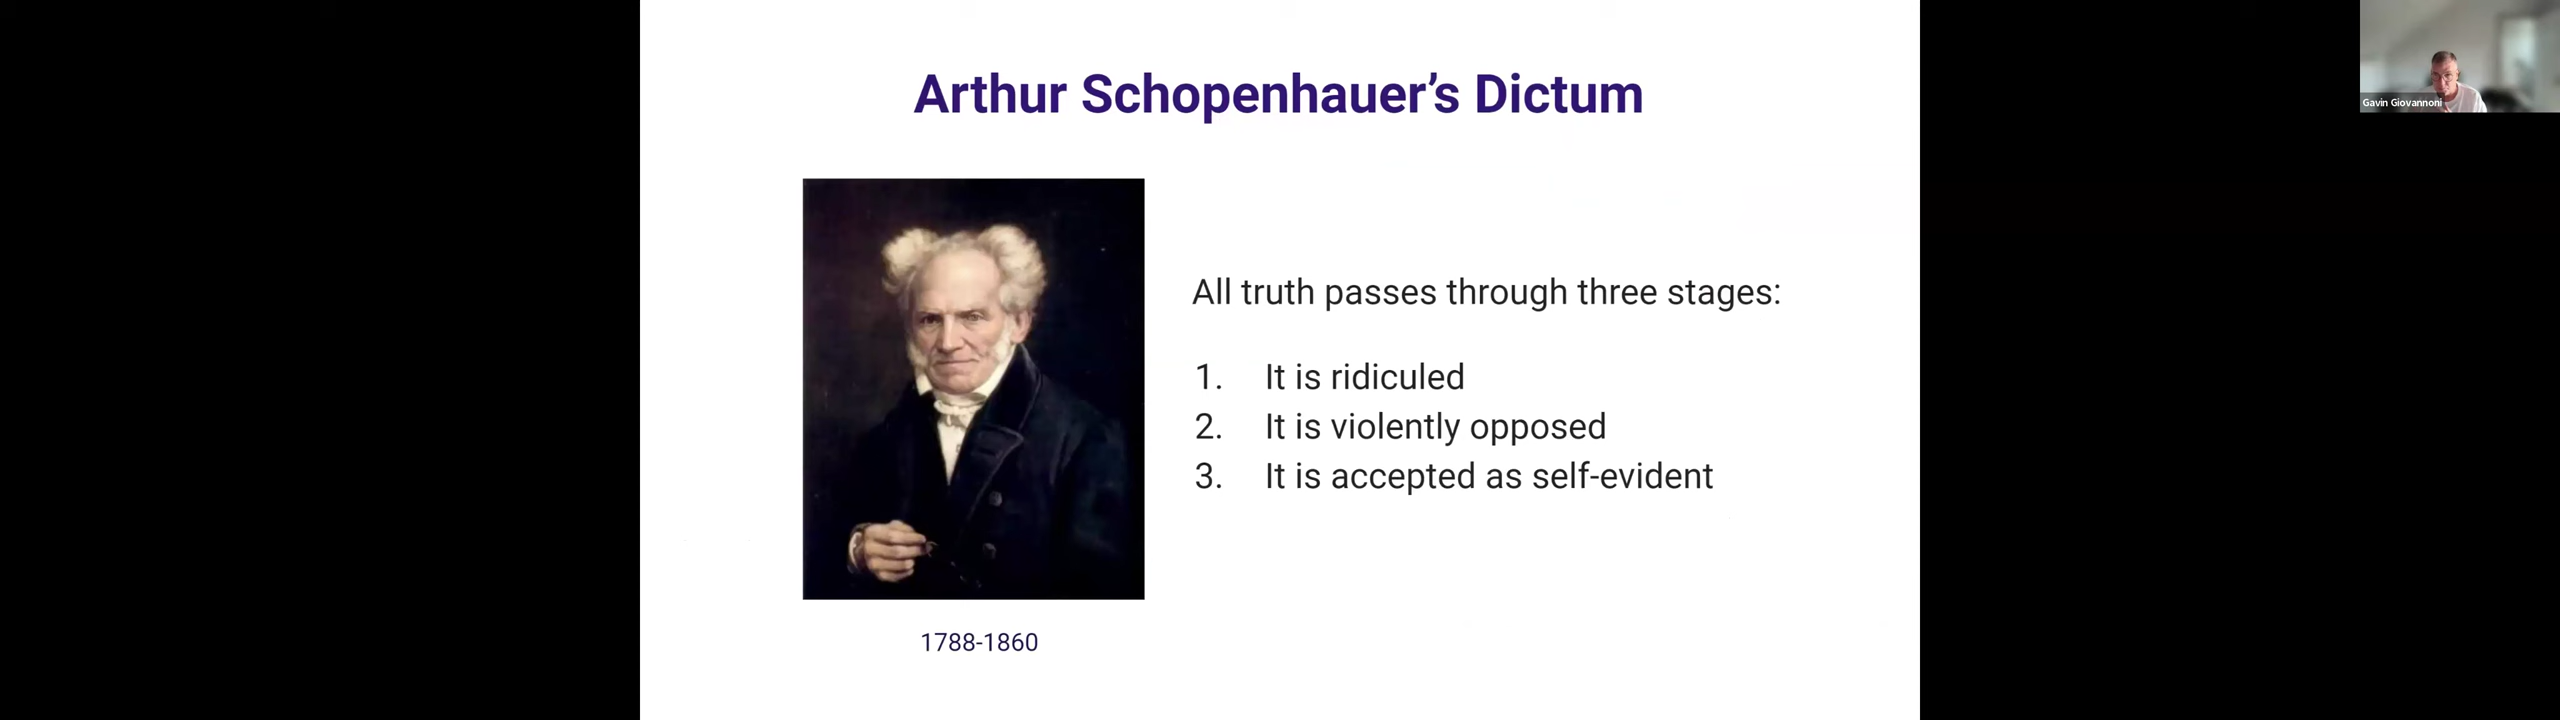 Arthur Schopenhauer’s Dictum
Gavin Giovannoni
All truth passes through three stages:
1. It is ridiculed
2. It is violently opposed
3. It is accepted as self-evident
1788-1860